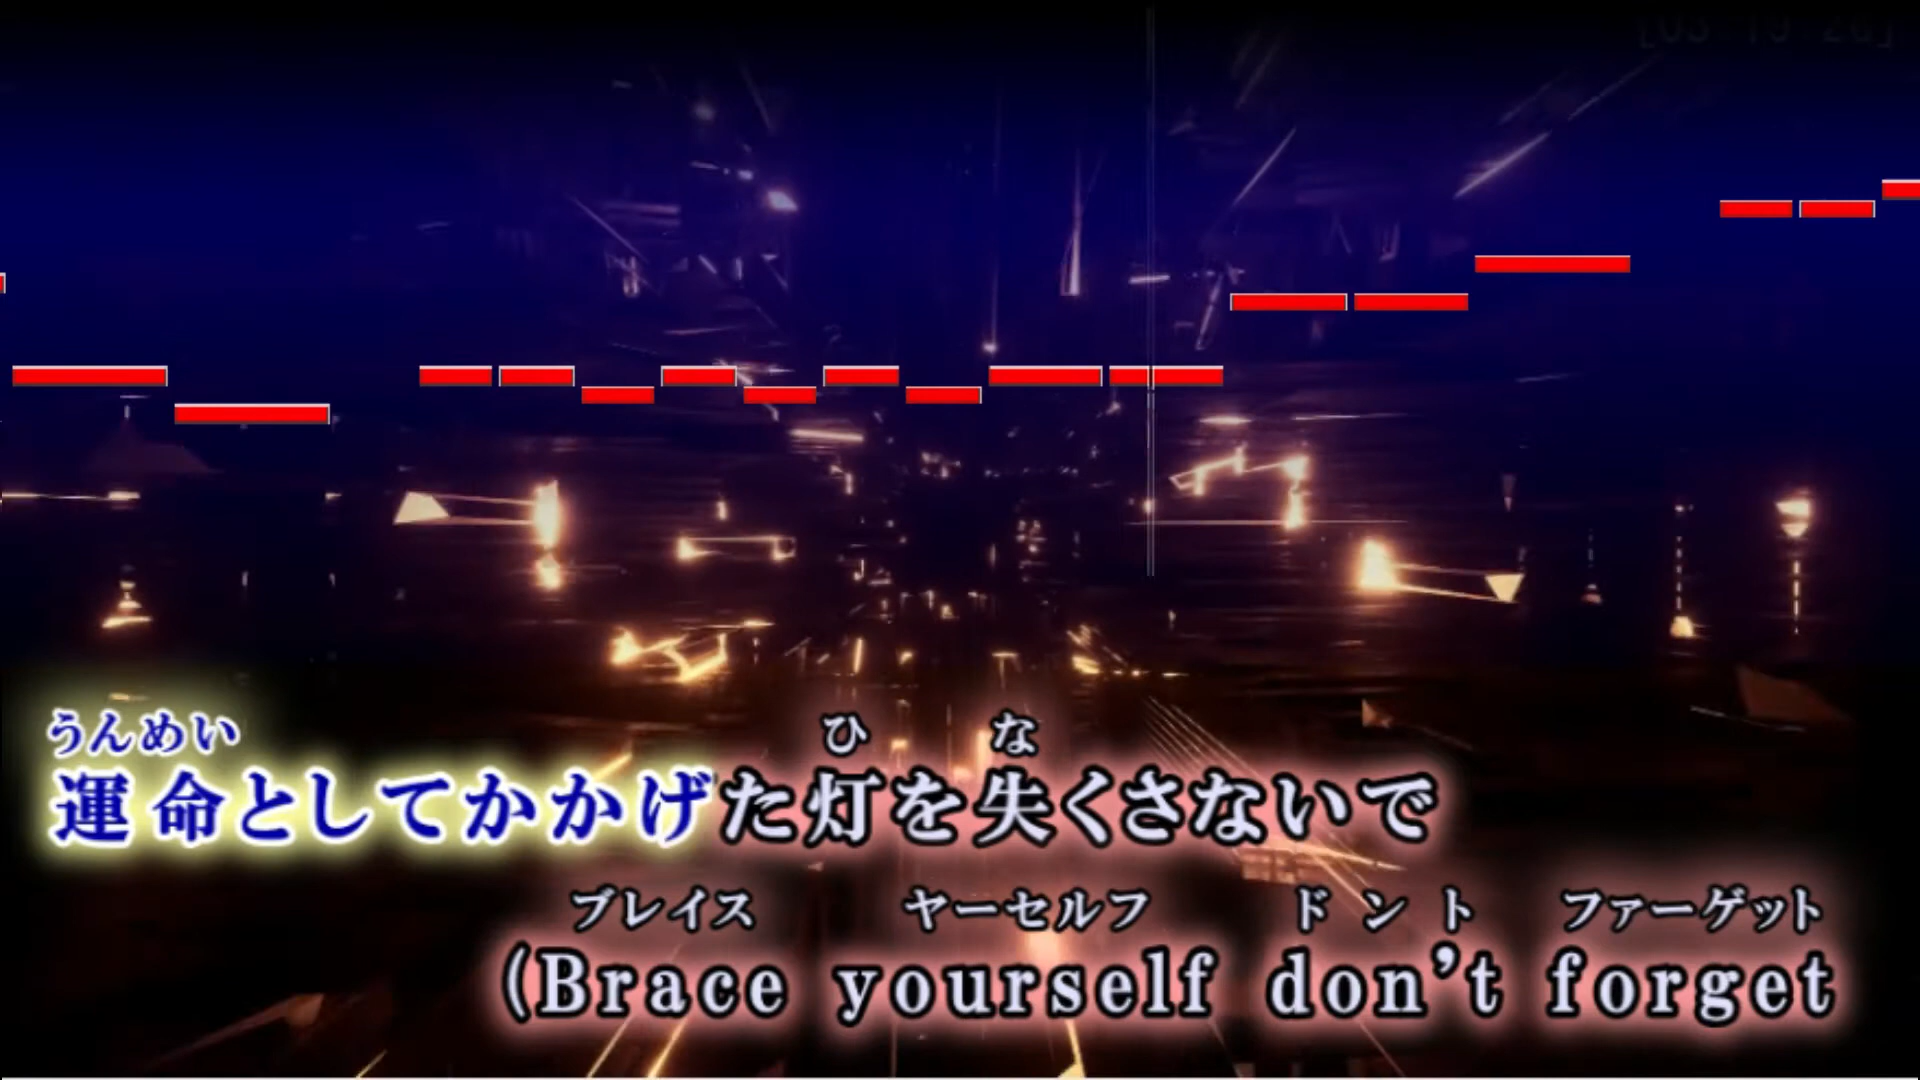 うんめい ひ な
運命としてかかげた灯を失くさないで
ブレイス ヤーセルフ ドント ファーゲット
(Brace yourself don't forget